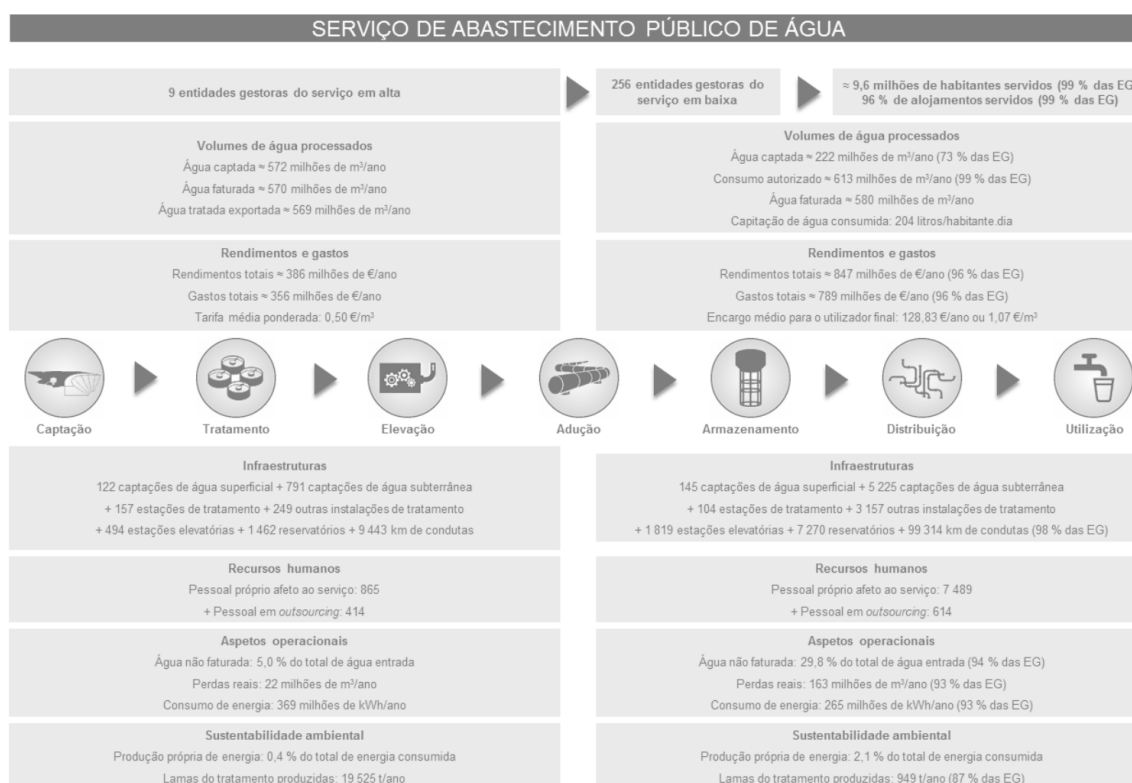 SERVIÇO DE ABASTECIMENTO PÚBLICO DE ÁGUA
9 entidades gestoras do serviço em alta
256 entidades gestoras do
serviço em baixa
≈ 9,6 milhões de habitantes servidos (99 % das EG
96 % de alojamentos servidos (99 % das EG)
Volumes de água processados
Água captada ≈ 572 milhões de m³/ano
Água faturada ≈ 570 milhões de m³/ano
Água tratada exportada ≈ 569 milhões de m³/ano
Volumes de água processados
Água captada ≈ 222 milhões de m³/ano (73 % das EG)
Consumo autorizado ≈ 613 milhões de m³/ano (99 % das EG)
Água faturada ≈ 580 milhões de m³/ano
Capitação de água consumida: 204 litros/habitante.dia
Rendimentos e gastos
Rendimentos totais ≈ 386 milhões de €/ano
Gastos totais ≈ 356 milhões de €/ano
Tarifa média ponderada: 0,50 €/m³
Rendimentos e gastos
Rendimentos totais ≈ 847 milhões de €/ano (96 % das EG)
Gastos totais ≈ 789 milhões de €/ano (96 % das EG)
Encargo médio para o utilizador final: 128,83 €/ano ou 1,07 €/m³
Captação
Tratamento
Elevação
Adução
Armazenamento
Distribuição
Utilização
Infraestruturas
122 captações de água superficial + 791 captações de água subterrânea
+ 157 estações de tratamento + 249 outras instalações de tratamento
+ 494 estações elevatórias + 1 462 reservatórios + 9 443 km de condutas
Infraestruturas
145 captações de água superficial + 5 225 captações de água subterrânea
+ 104 estações de tratamento + 3 157 outras instalações de tratamento
+ 1 819 estações elevatórias + 7 270 reservatórios + 99 314 km de condutas (98 % das EG)
Recursos humanos
Pessoal próprio afeto ao serviço: 865
+ Pessoal em outsourcing: 414
Recursos humanos
Pessoal próprio afeto ao serviço: 7 489
+ Pessoal em outsourcing: 614
Aspetos operacionais
Água não faturada: 5,0 % do total de água entrada
Perdas reais: 22 milhões de m³/ano
Consumo de energia: 369 milhões de kWh/ano
Aspetos operacionais
Água não faturada: 29,8 % do total de água entrada (94 % das EG)
Perdas reais: 163 milhões de m³/ano (93 % das EG)
Consumo de energia: 265 milhões de kWh/ano (93 % das EG)
Sustentabilidade ambiental
Produção própria de energia: 0,4 % do total de energia consumida
Lamas do tratamento produzidas: 19 525 t/ano
Sustentabilidade ambiental
Produção própria de energia: 2,1 % do total de energia consumida
Lamas do tratamento produzidas: 949 t/ano (87 % das EG)